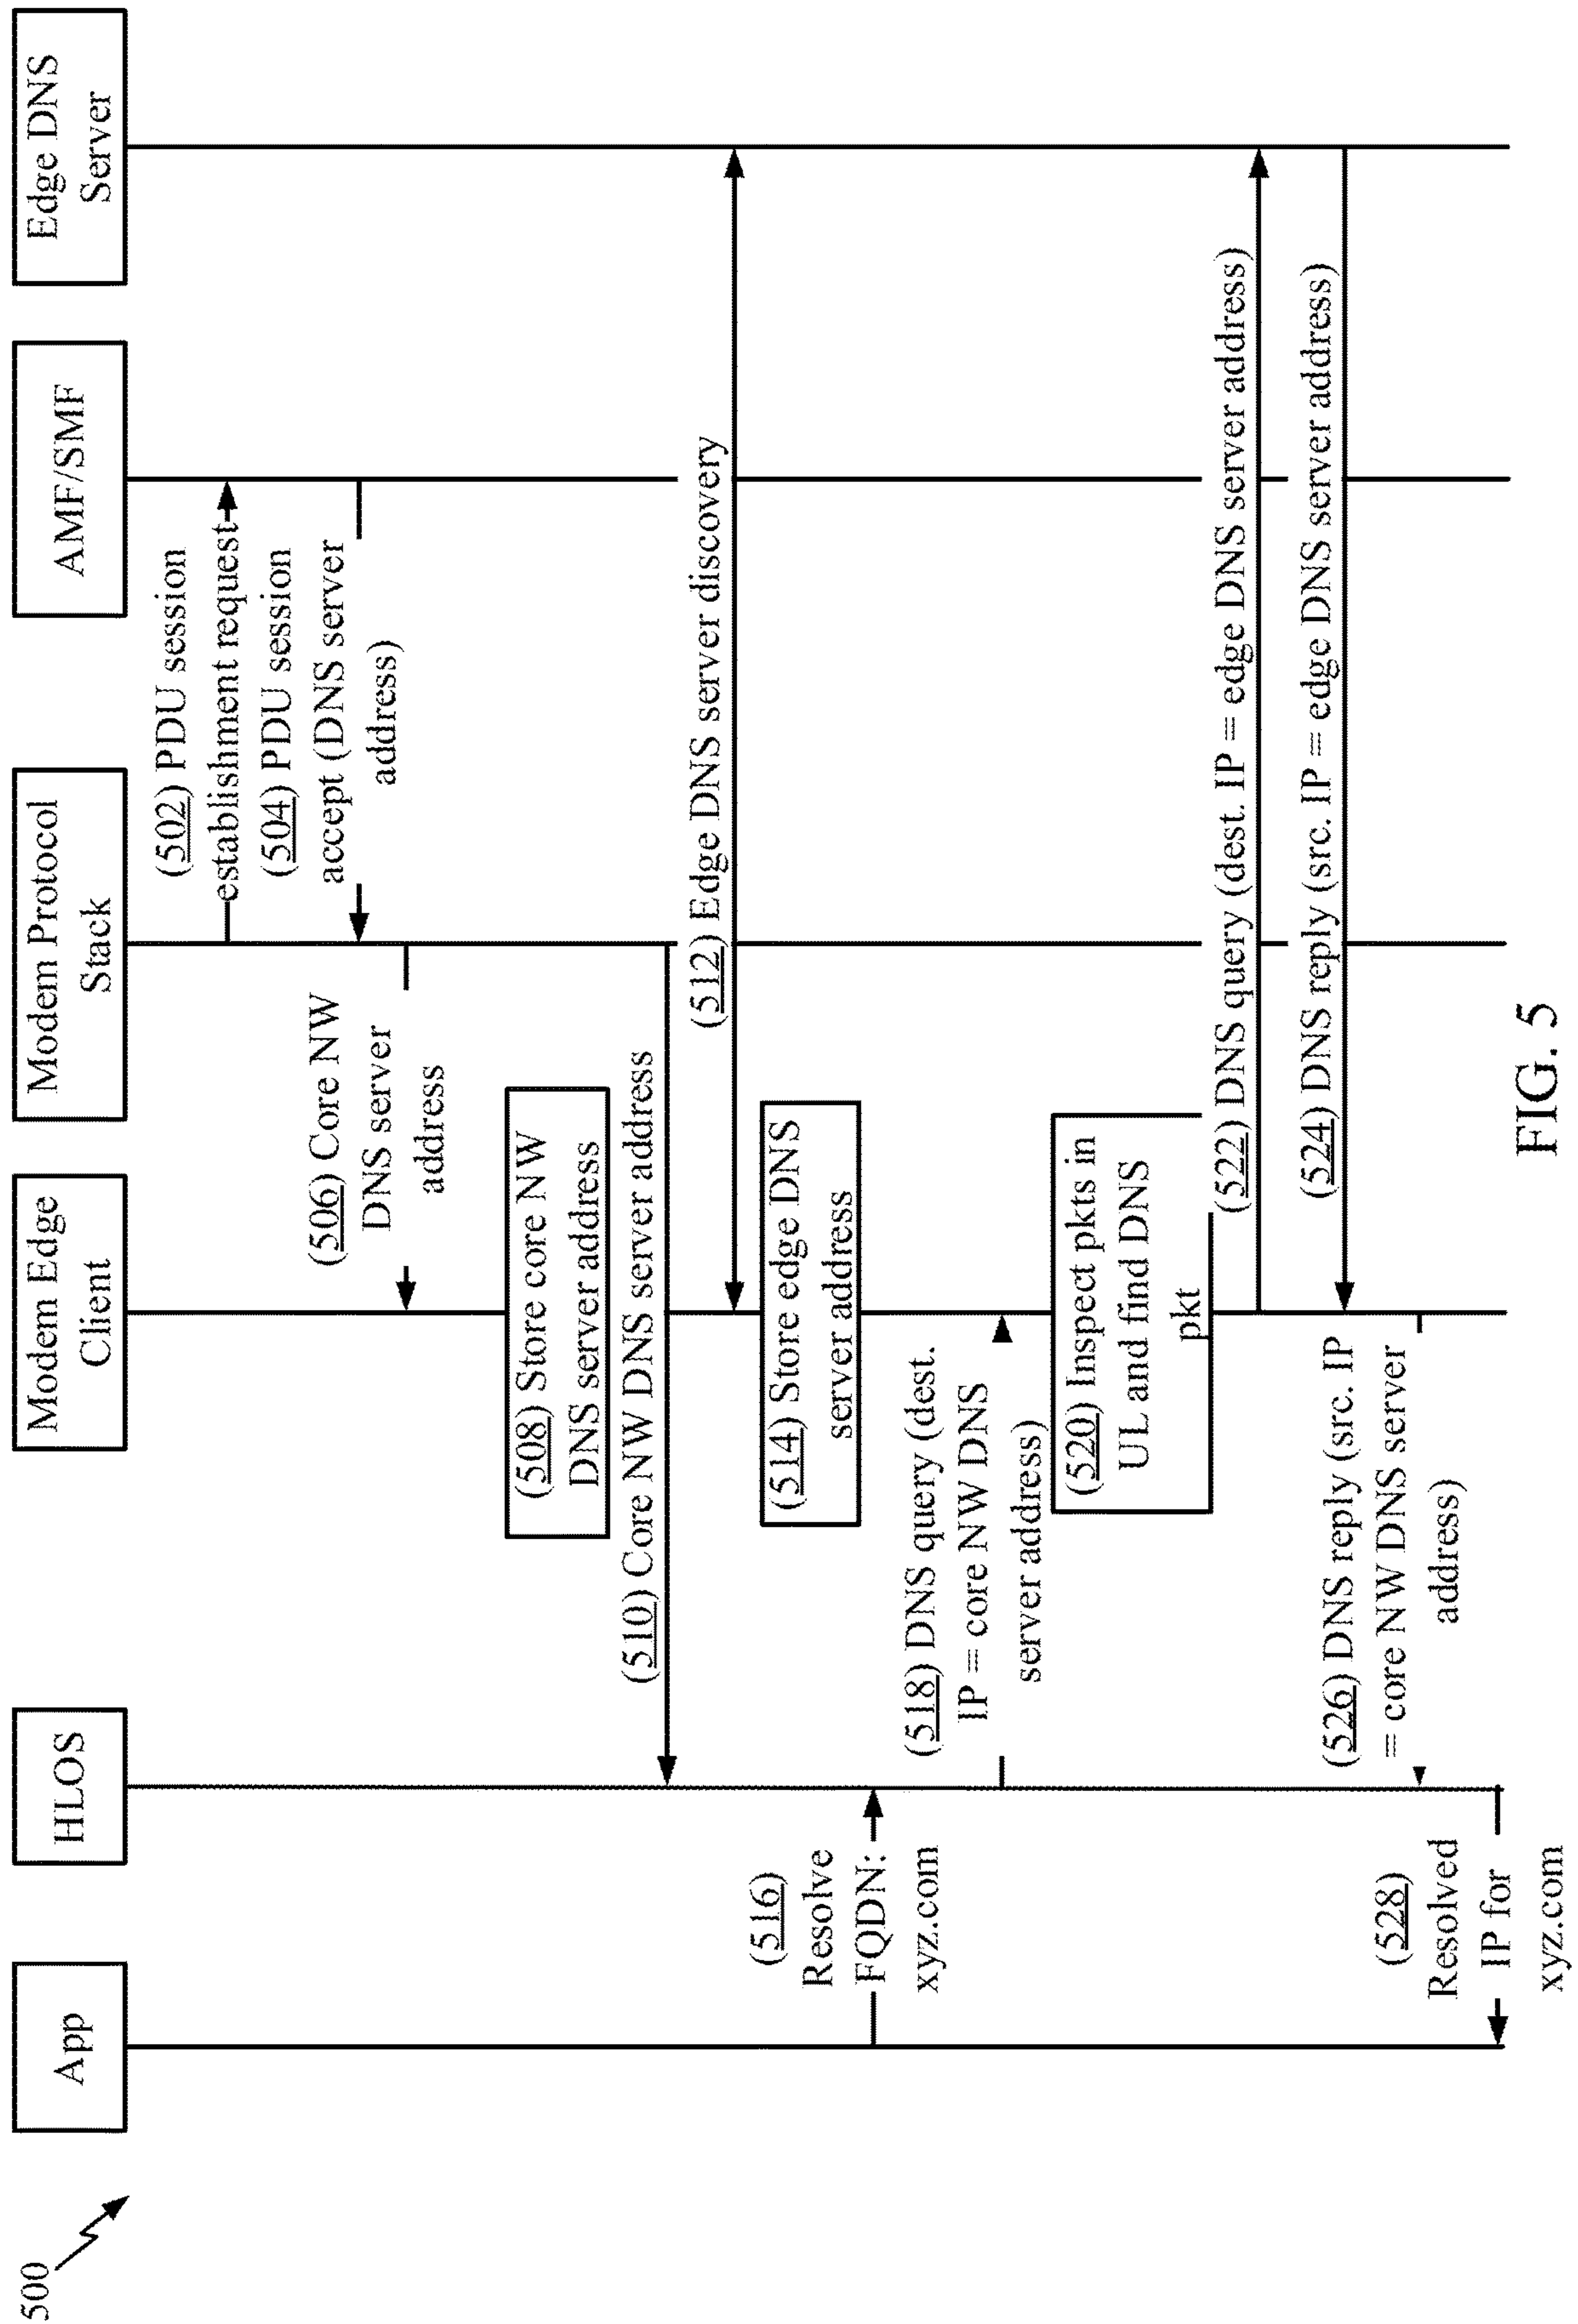 500
App
HLOS
Modem Edge
Client
Modem Protocol
Stack
AMF/SMF
Edge DNS
Server
(502) PDU session
establishment request
(504) PDU session
accept (DNS server
address)
(506) Core NW
DNS server
address
(508) Store core NW
DNS server address
(510) Core NW DNS server address
(512) Edge DNS server discovery
(514) Store edge DNS
server address
(516)
Resolve
FQDN:
xyz.com
(518) DNS query (dest.
IP = core NW DNS
server address)
(520) Inspect pkts in
UL and find DNS
pkt
(522) DNS query (dest. IP = edge DNS server address)
(524) DNS reply (src. IP = edge DNS server address)
(526) DNS reply (src. IP
= core NW DNS server
address)
(528)
Resolved
IP for
xyz.com
FIG. 5